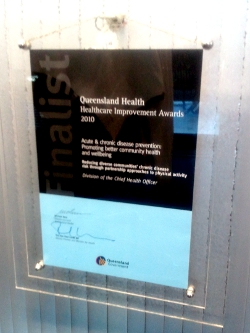 Finalist
Queensland Health
Healthcare Improvement Awards
2010
Acute & chronic disease prevention:
Promoting better community health
and wellbeing
Reducing diverse communities' chronic disease
risk through partnership approaches to physical activity
Division of the Chief Health Officer
Queensland
Government